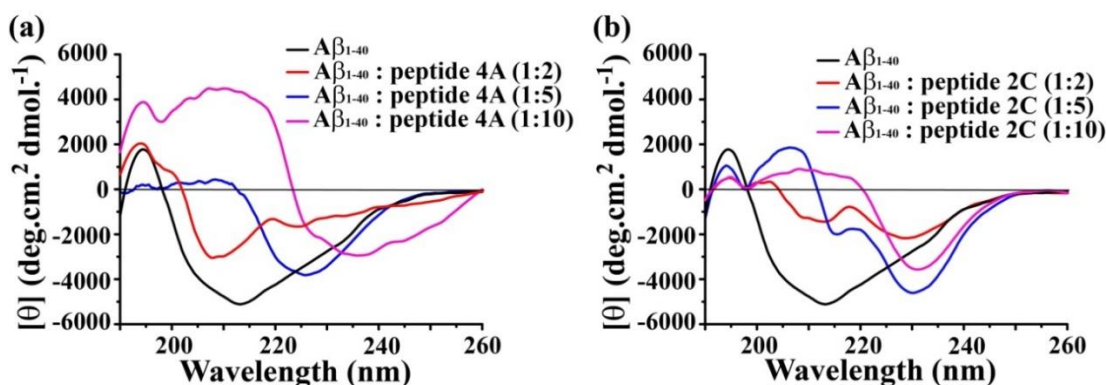 (a)
[θ] (deg.cm.² dmol.⁻¹)
6000
4000
2000
0
-2000
-4000
-6000
Aβ₁₋₄₀
Aβ₁₋₄₀ : peptide 4A (1:2)
Aβ₁₋₄₀ : peptide 4A (1:5)
Aβ₁₋₄₀ : peptide 4A (1:10)
200 220 240 260
Wavelength (nm)
(b)
[θ] (deg.cm.² dmol.⁻¹)
6000
4000
2000
0
-2000
-4000
-6000
Aβ₁₋₄₀
Aβ₁₋₄₀ : peptide 2C (1:2)
Aβ₁₋₄₀ : peptide 2C (1:5)
Aβ₁₋₄₀ : peptide 2C (1:10)
200 220 240 260
Wavelength (nm)